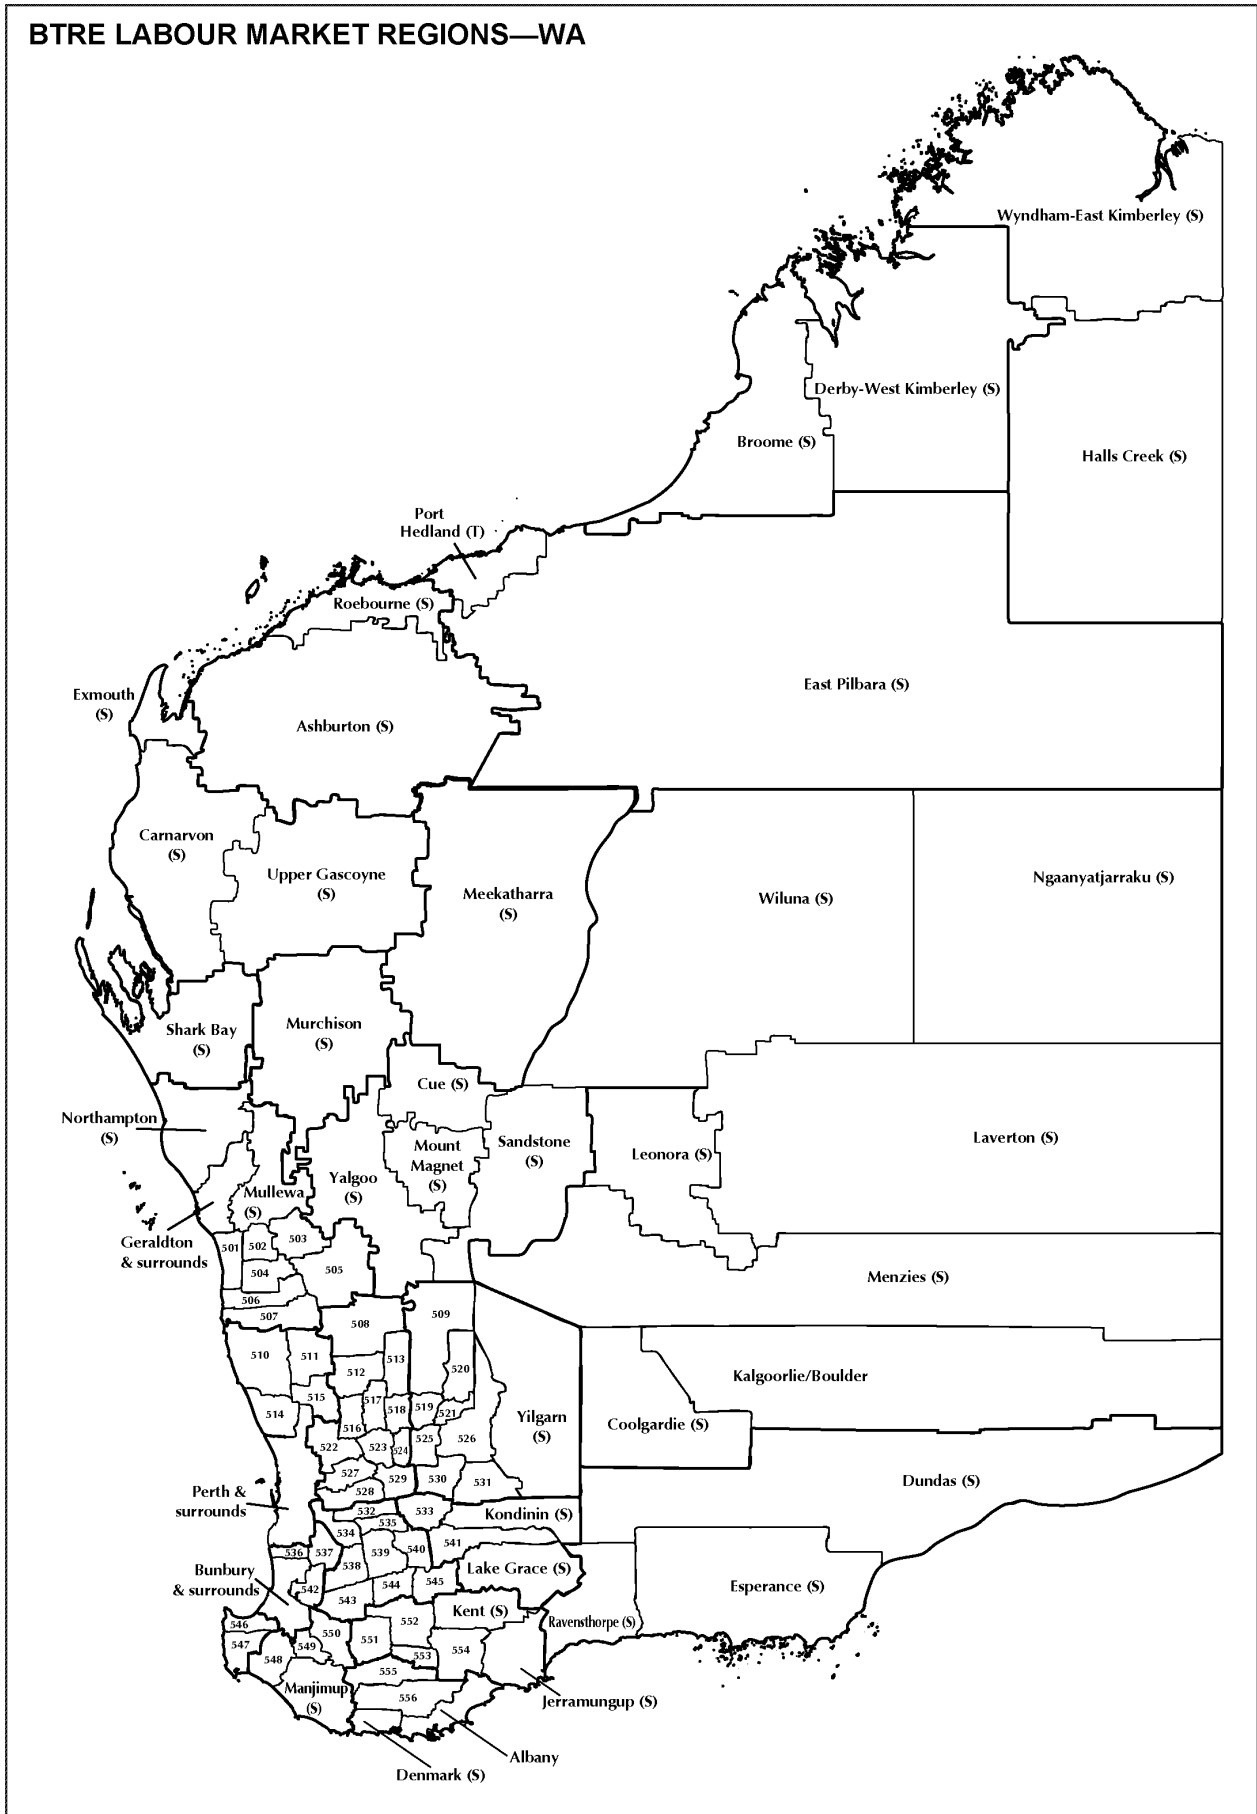 BTRE LABOUR MARKET REGIONS—WA
Wyndham-East Kimberley (S)
Derby-West Kimberley (S)
Broome (S)
Halls Creek (S)
Port
Hedland (T)
Roebourne (S)
East Pilbara (S)
Exmouth
(S)
Ashburton (S)
Carnarvon
(S)
Upper Gascoyne
(S)
Meekatharra
(S)
Wiluna (S)
Ngaanyatjarraku (S)
Shark Bay
(S)
Murchison
(S)
Cue (S)
Northampton
(S)
Mount
Magnet
(S)
Sandstone
(S)
Leonora (S)
Laverton (S)
Yalgoo
(S)
Mullewa
(S)
Geraldton
& surrounds
501
502
503
504
505
506
507
Menzies (S)
508
509
510
511
512
513
520
Kalgoorlie/Boulder
514
515
516
517
518
519
521
Yilgarn
(S)
Coolgardie (S)
522
523
524
525
526
527
528
529
530
531
Dundas (S)
Perth &
surrounds
532
533
Kondinin (S)
534
535
536
537
538
539
540
541
Lake Grace (S)
Bunbury
& surrounds
542
543
544
545
Esperance (S)
Kent (S)
Ravensthorpe (S)
546
547
548
549
550
551
552
553
554
555
556
Manjimup
(S)
Jerramungup (S)
Albany
Denmark (S)